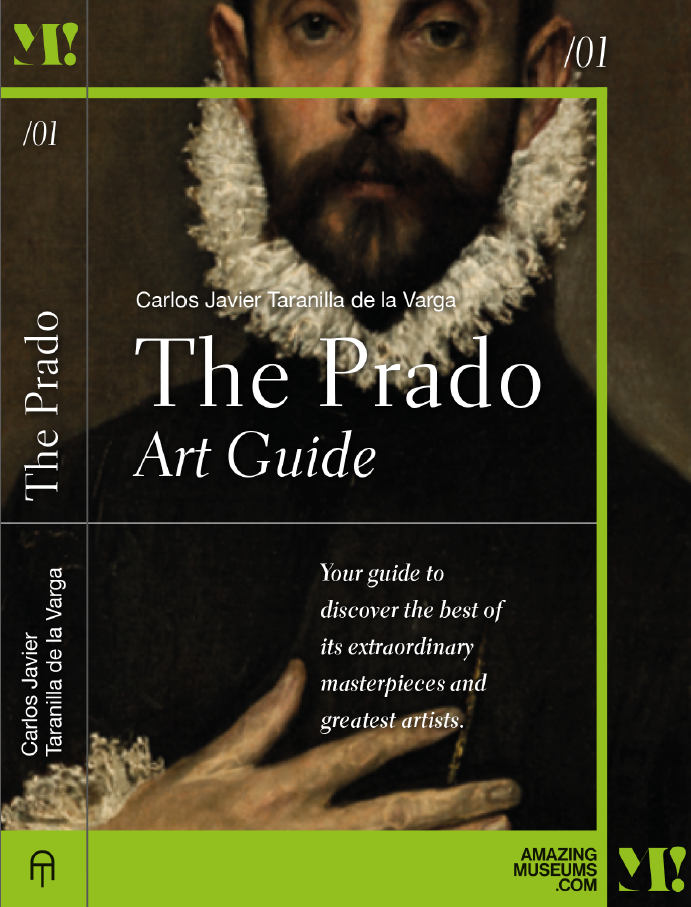 M!
/01
The Prado
Carlos Javier
Taranilla de la Varga
/01
Carlos Javier Taranilla de la Varga
The Prado
Art Guide
Your guide to
discover the best of
its extraordinary
masterpieces and
greatest artists.
AMAZING
MUSEUMS
.COM
M!